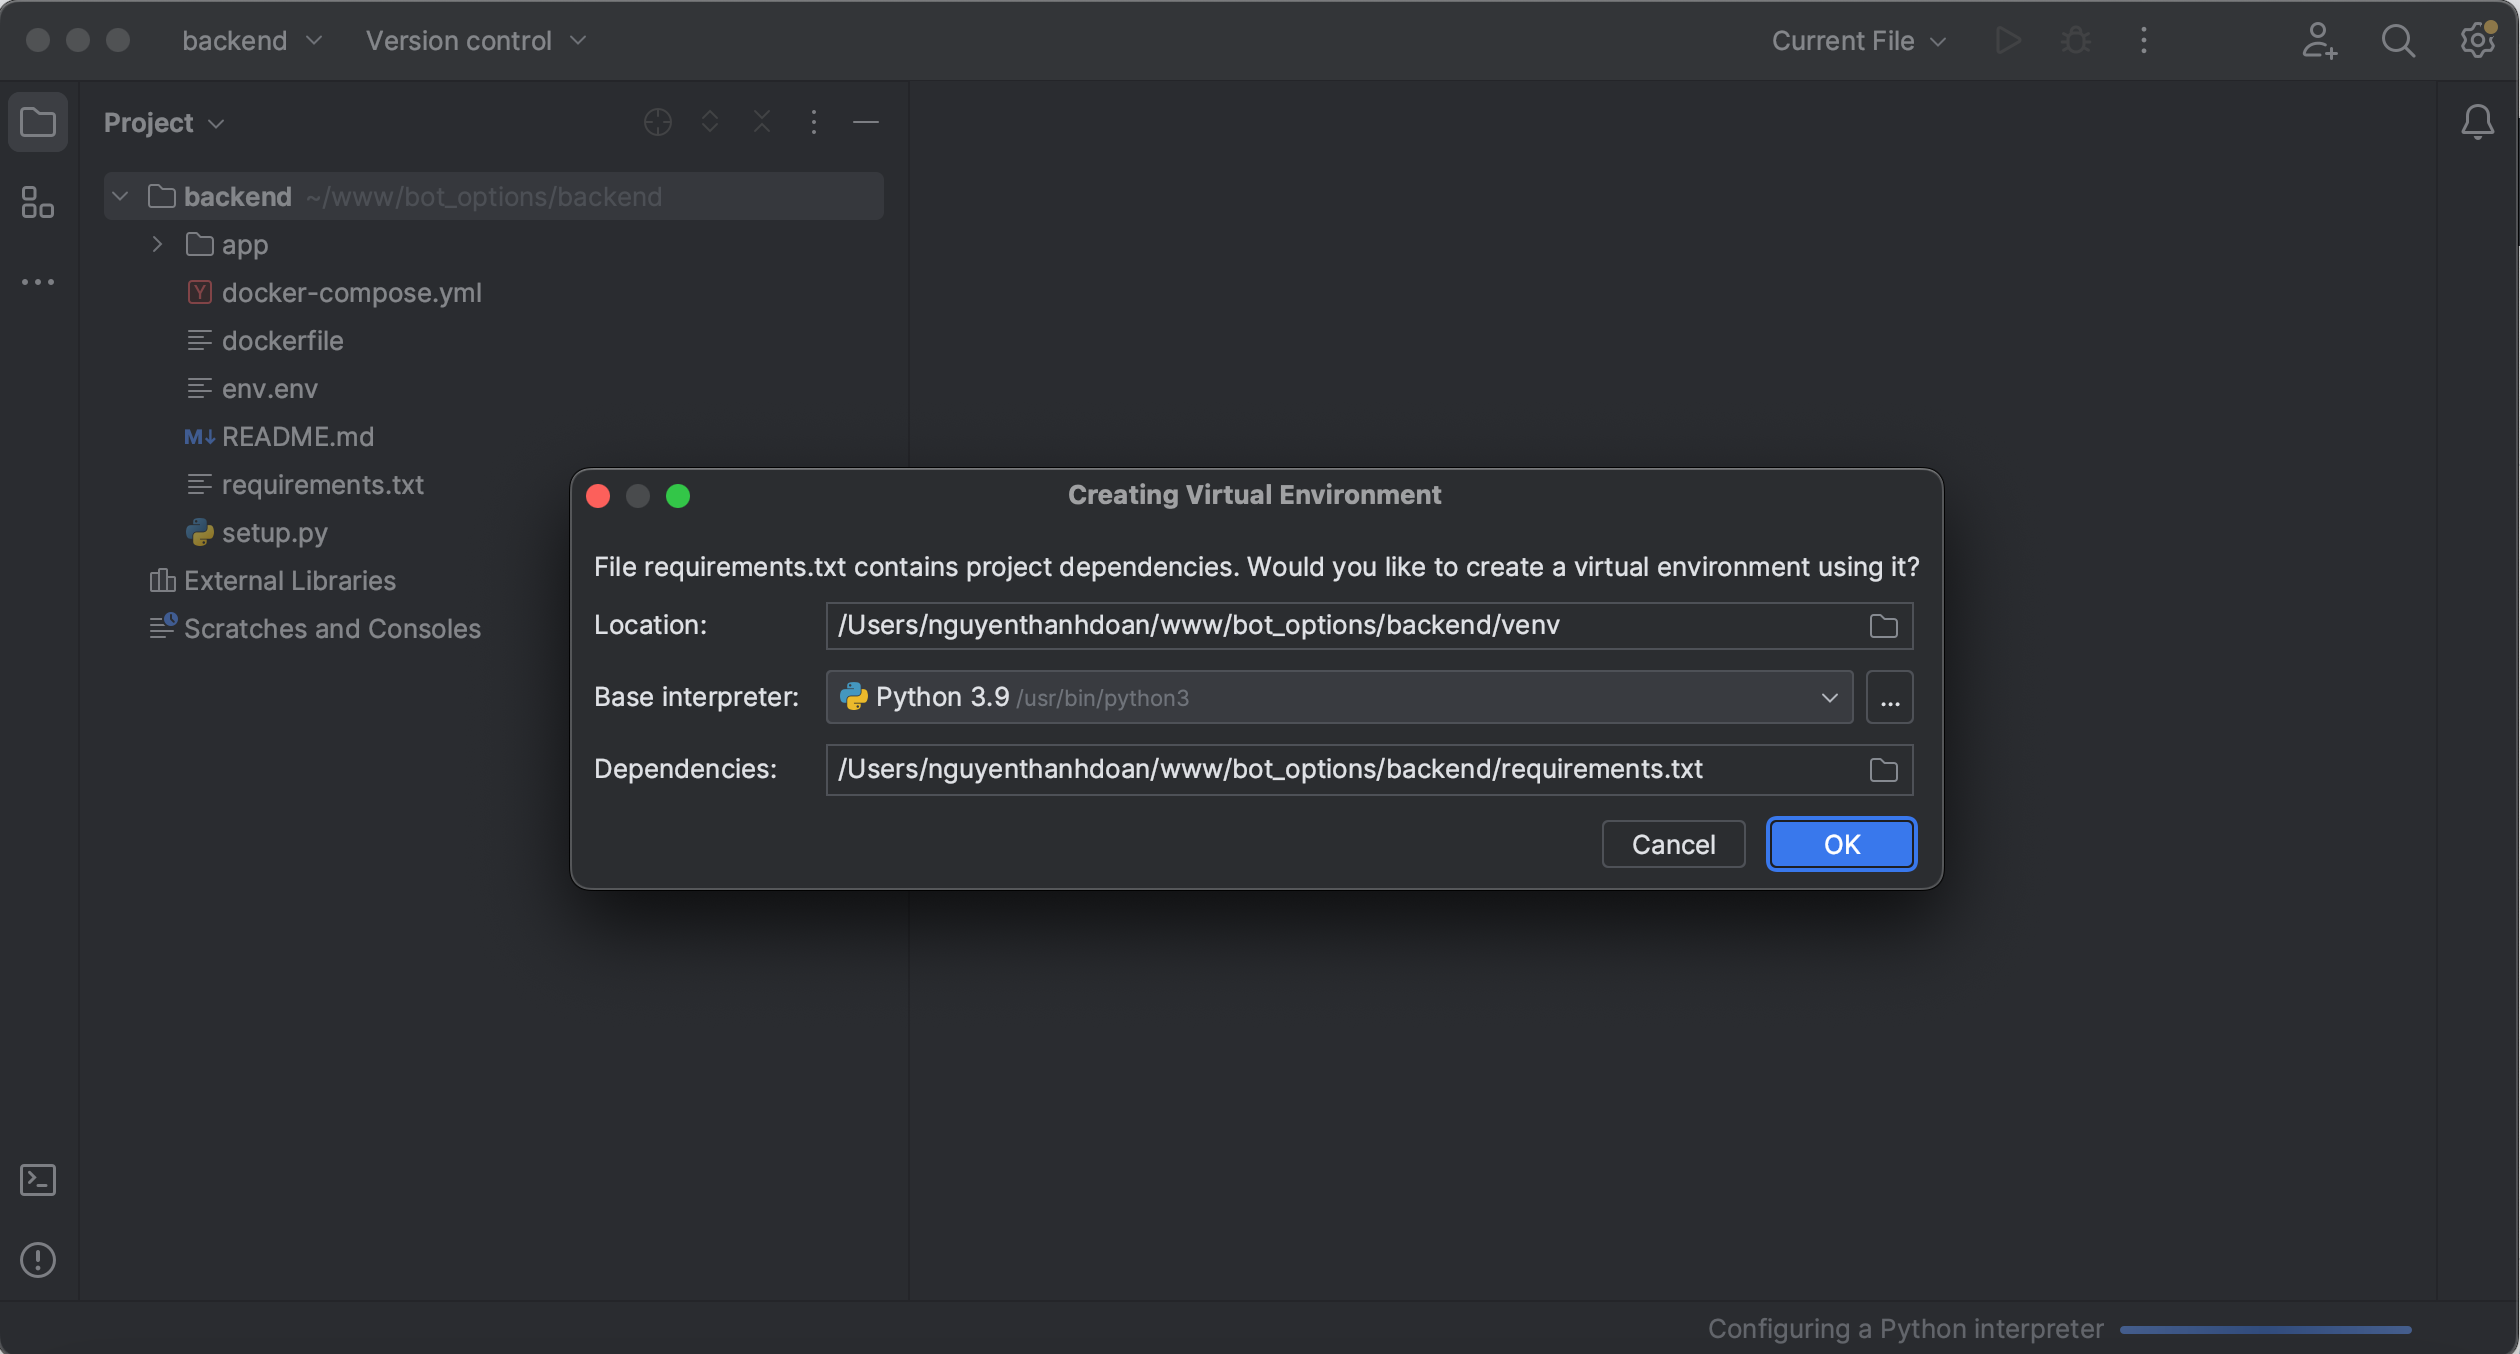 backend Version control Current File
Project
backend ~/www/bot_options/backend
app
docker-compose.yml
dockerfile
env.env
README.md
requirements.txt
setup.py
External Libraries
Scratches and Consoles
Creating Virtual Environment
File requirements.txt contains project dependencies. Would you like to create a virtual environment using it?
Location: /Users/nguyenthanhdoan/www/bot_options/backend/venv
Base interpreter: Python 3.9 /usr/bin/python3 ...
Dependencies: /Users/nguyenthanhdoan/www/bot_options/backend/requirements.txt
Cancel OK
Configuring a Python interpreter